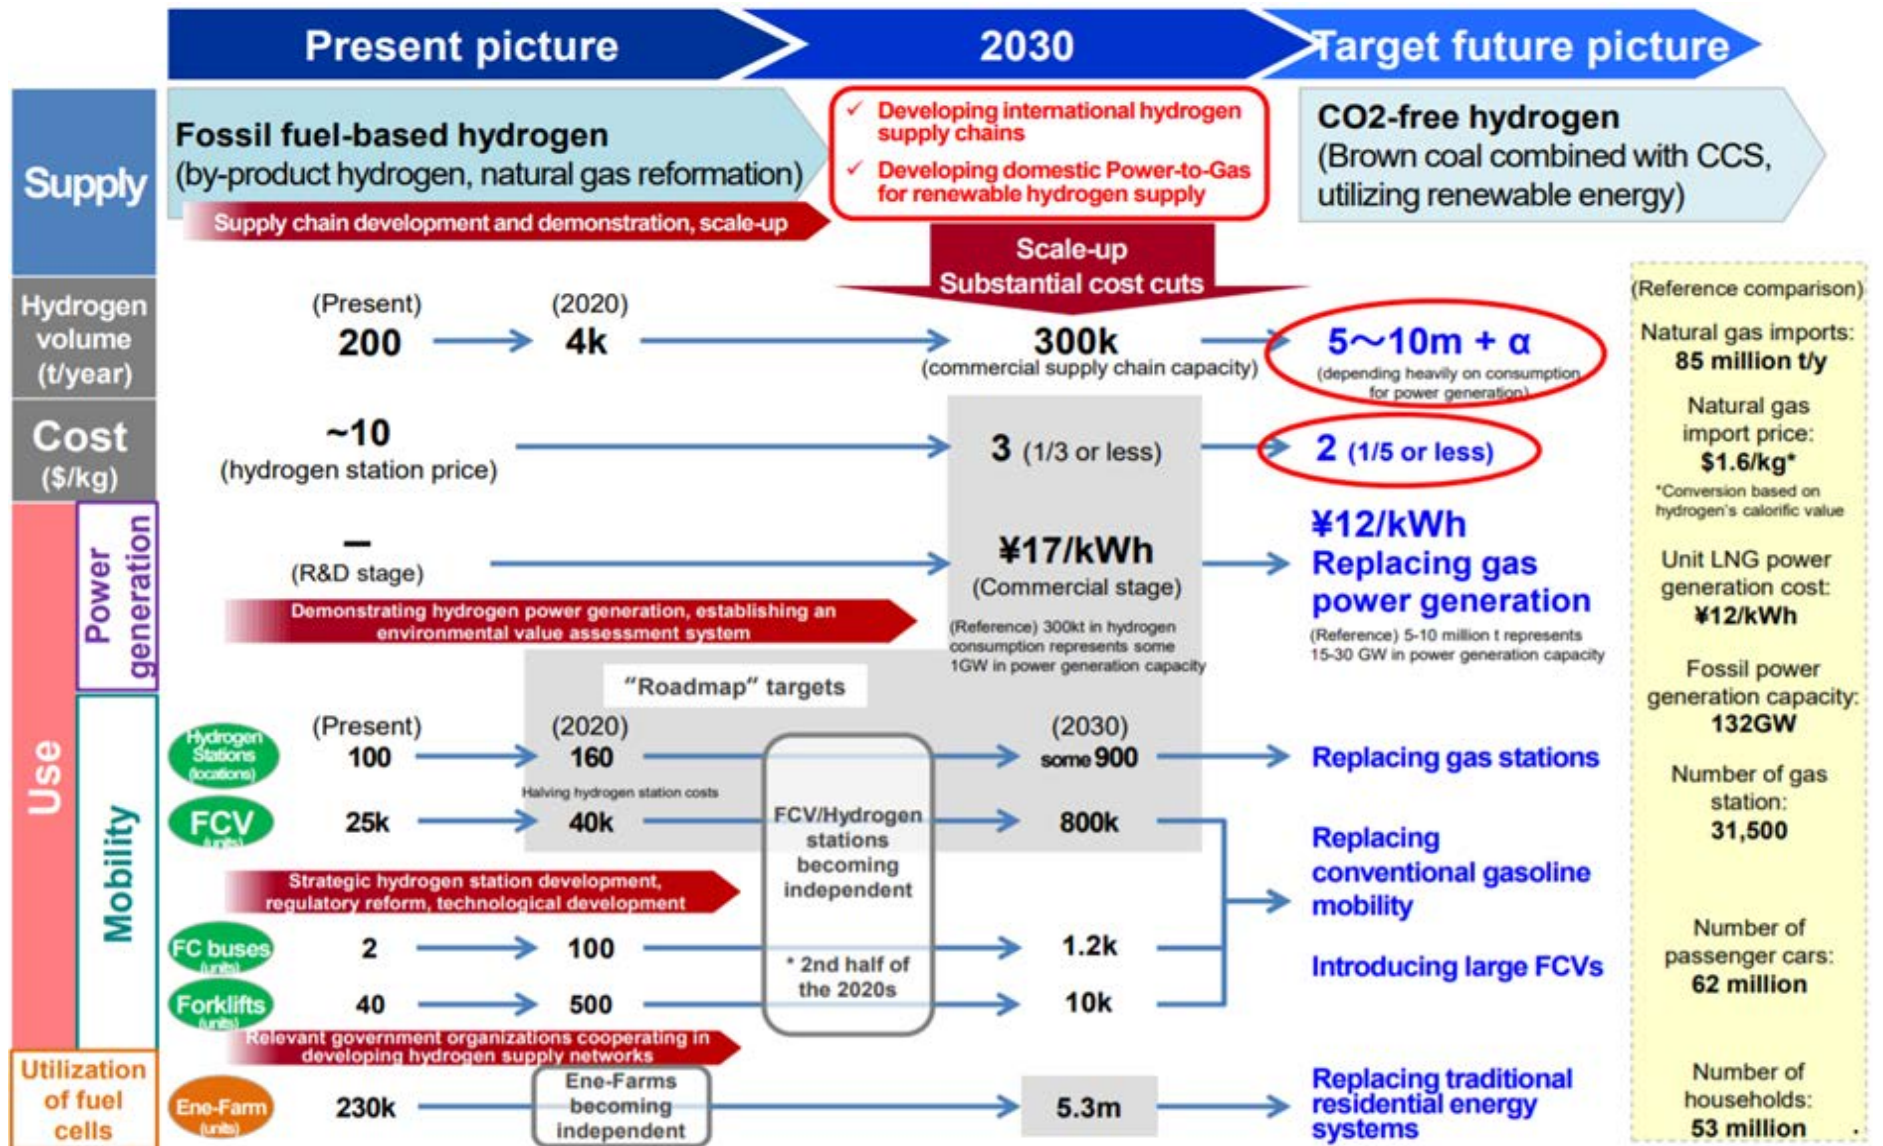 Present picture
2030
Target future picture
Supply
Fossil fuel-based hydrogen
(by-product hydrogen, natural gas reformation)
Supply chain development and demonstration, scale-up
✓ Developing international hydrogen
supply chains
✓ Developing domestic Power-to-Gas
for renewable hydrogen supply
CO2-free hydrogen
(Brown coal combined with CCS,
utilizing renewable energy)
Scale-up
Substantial cost cuts
Hydrogen
volume
(t/year)
(Present)
200
(2020)
4k
300k
(commercial supply chain capacity)
5～10m + α
(depending heavily on consumption
for power generation)
Cost
($/kg)
~10
(hydrogen station price)
3 (1/3 or less)
2 (1/5 or less)
Use
Power
generation
–
(R&D stage)
¥17/kWh
(Commercial stage)
¥12/kWh
Replacing gas
power generation
Demonstrating hydrogen power generation, establishing an
environmental value assessment system
(Reference) 300kt in hydrogen
consumption represents some
1GW in power generation capacity
(Reference) 5-10 million t represents
15-30 GW in power generation capacity
"Roadmap" targets
Mobility
Hydrogen
Stations
(locations)
(Present)
100
(2020)
160
Halving hydrogen station costs
(2030)
some 900
Replacing gas stations
FCV
(units)
25k
40k
800k
FCV/Hydrogen
stations
becoming
independent
* 2nd half of
the 2020s
Replacing
conventional gasoline
mobility
Strategic hydrogen station development,
regulatory reform, technological development
FC buses
(units)
2
100
1.2k
Introducing large FCVs
Forklifts
(units)
40
500
10k
Relevant government organizations cooperating in
developing hydrogen supply networks
Utilization
of fuel
cells
Ene-Farm
(units)
230k
Ene-Farms
becoming
independent
5.3m
Replacing traditional
residential energy
systems
(Reference comparison)
Natural gas imports:
85 million t/y
Natural gas
import price:
$1.6/kg*
*Conversion based on
hydrogen's calorific value
Unit LNG power
generation cost:
¥12/kWh
Fossil power
generation capacity:
132GW
Number of gas
station:
31,500
Number of
passenger cars:
62 million
Number of
households:
53 million